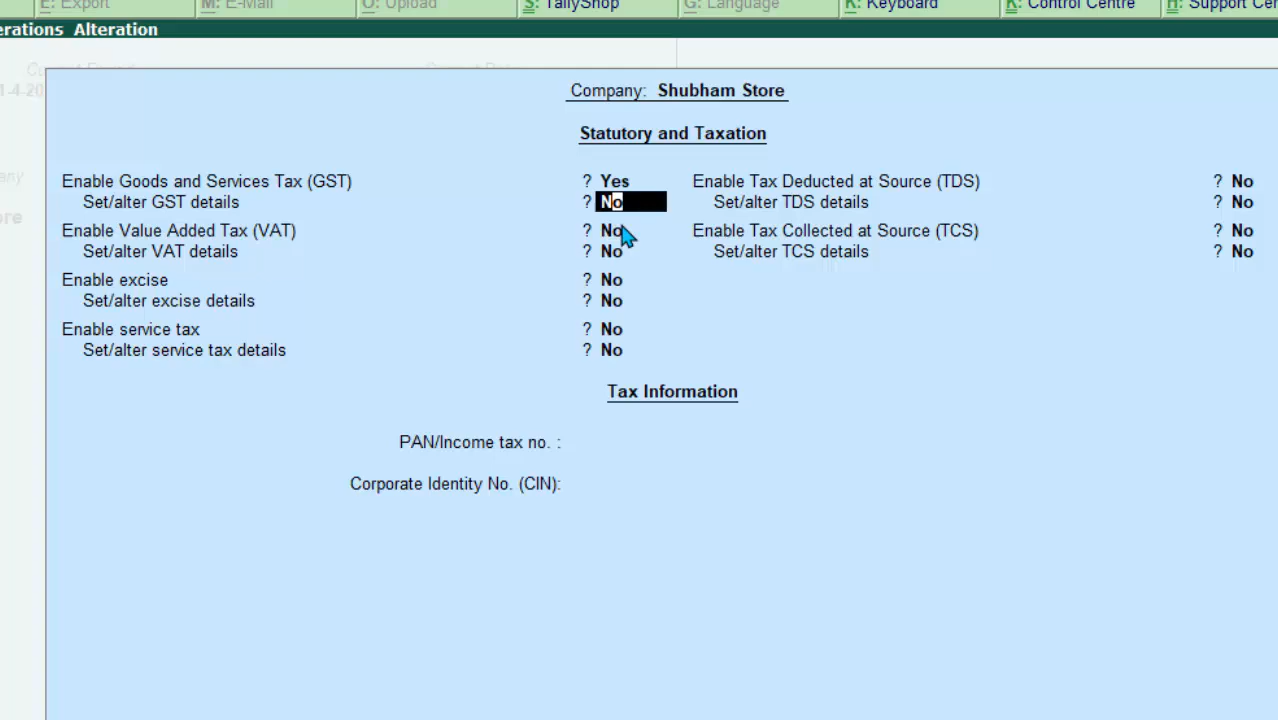 E: Export M: E-Mail O: Upload S: TallyShop G: Language K: Keyboard K: Control Centre H: Support Cen
erations Alteration
1-4-20
Company: Shubham Store
Statutory and Taxation
Enable Goods and Services Tax (GST) ? Yes Enable Tax Deducted at Source (TDS) ? No
Set/alter GST details ? No Set/alter TDS details ? No
Enable Value Added Tax (VAT) ? No Enable Tax Collected at Source (TCS) ? No
Set/alter VAT details ? No Set/alter TCS details ? No
Enable excise ? No
Set/alter excise details ? No
Enable service tax ? No
Set/alter service tax details ? No
Tax Information
PAN/Income tax no. :
Corporate Identity No. (CIN):